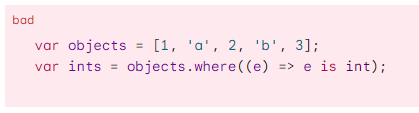 bad
var objects = [1, 'a', 2, 'b', 3];
var ints = objects.where((e) => e is int);